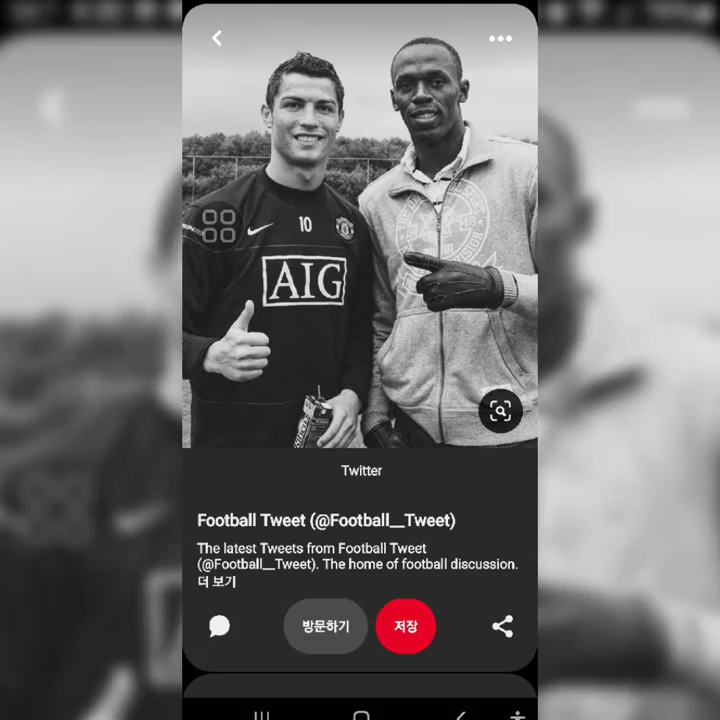 10
AIG
Twitter
Football Tweet (@Football__Tweet)
The latest Tweets from Football Tweet
(@Football__Tweet). The home of football discussion.
더 보기
방문하기
저장